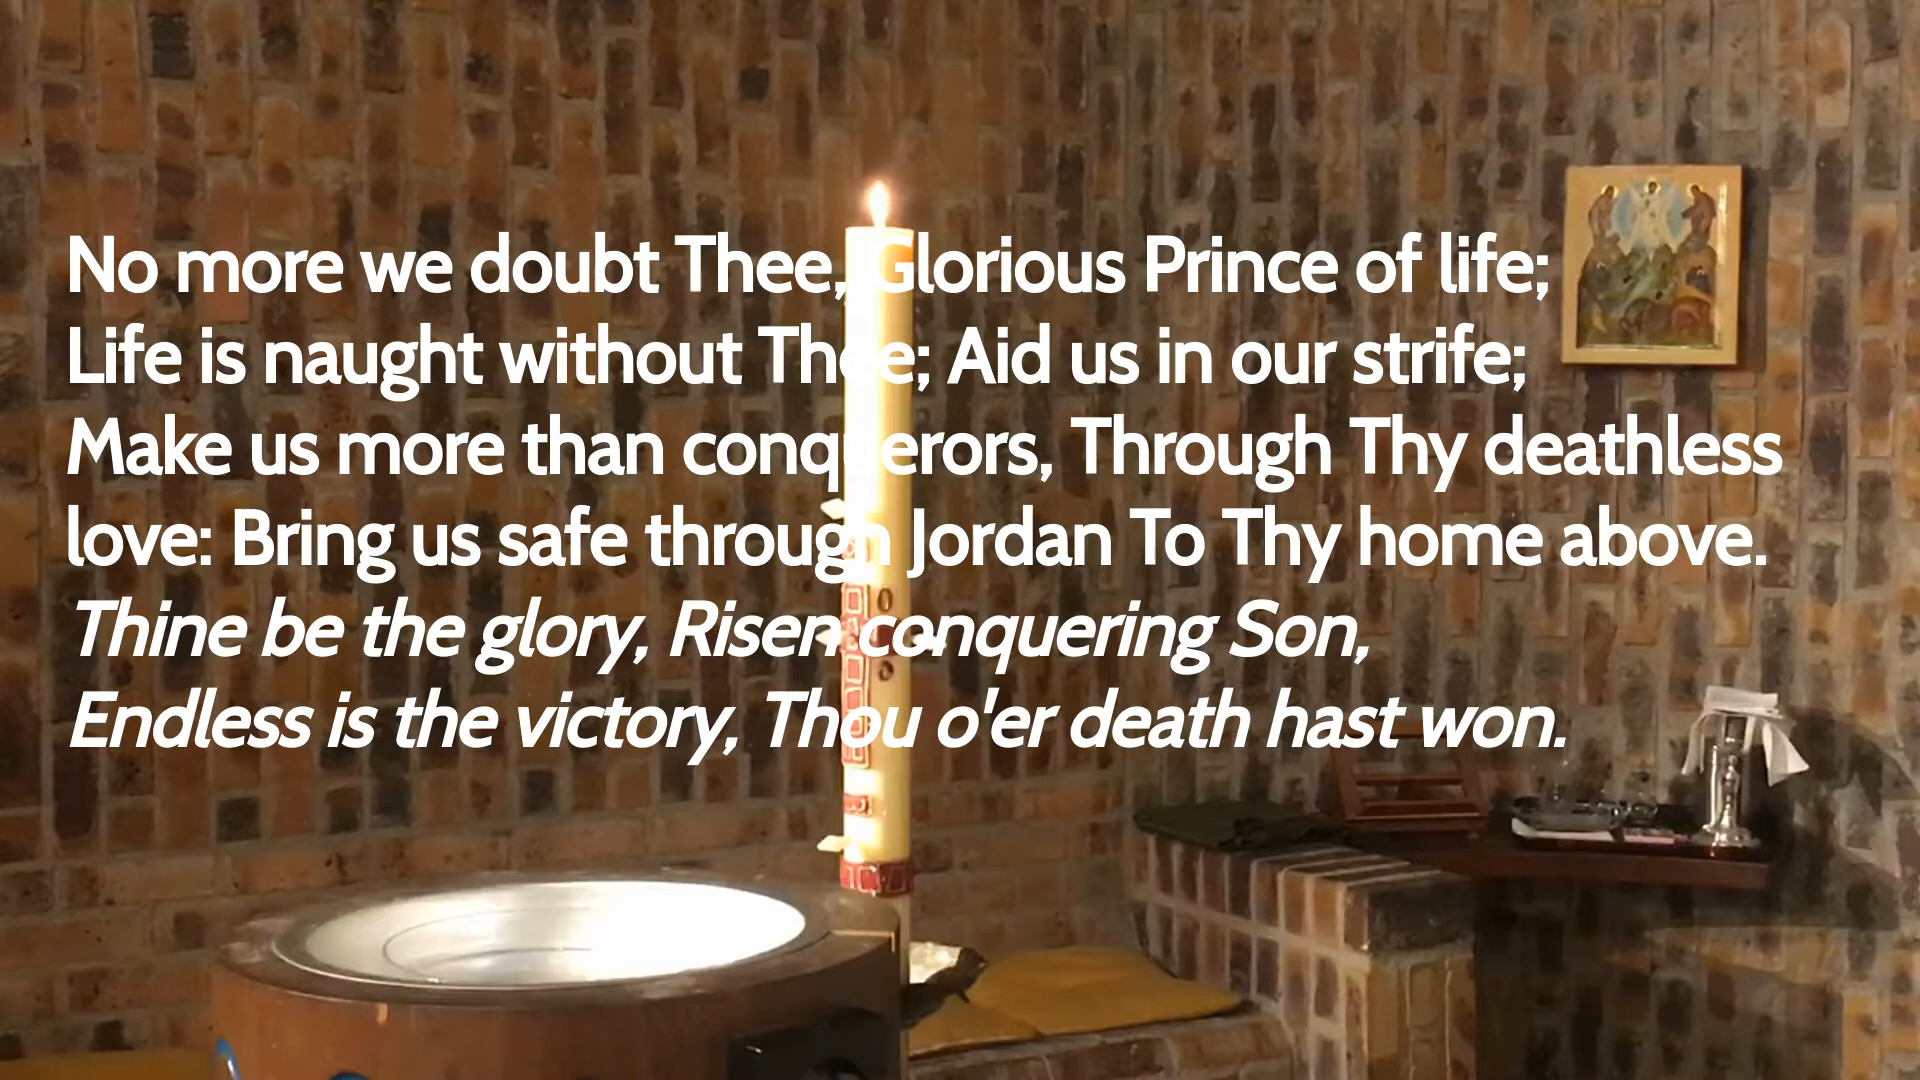 No more we doubt Thee, Glorious Prince of life;
Life is naught without Thee; Aid us in our strife;
Make us more than conquerors, Through Thy deathless
love: Bring us safe through Jordan To Thy home above.
Thine be the glory, Risen conquering Son,
Endless is the victory, Thou o'er death hast won.